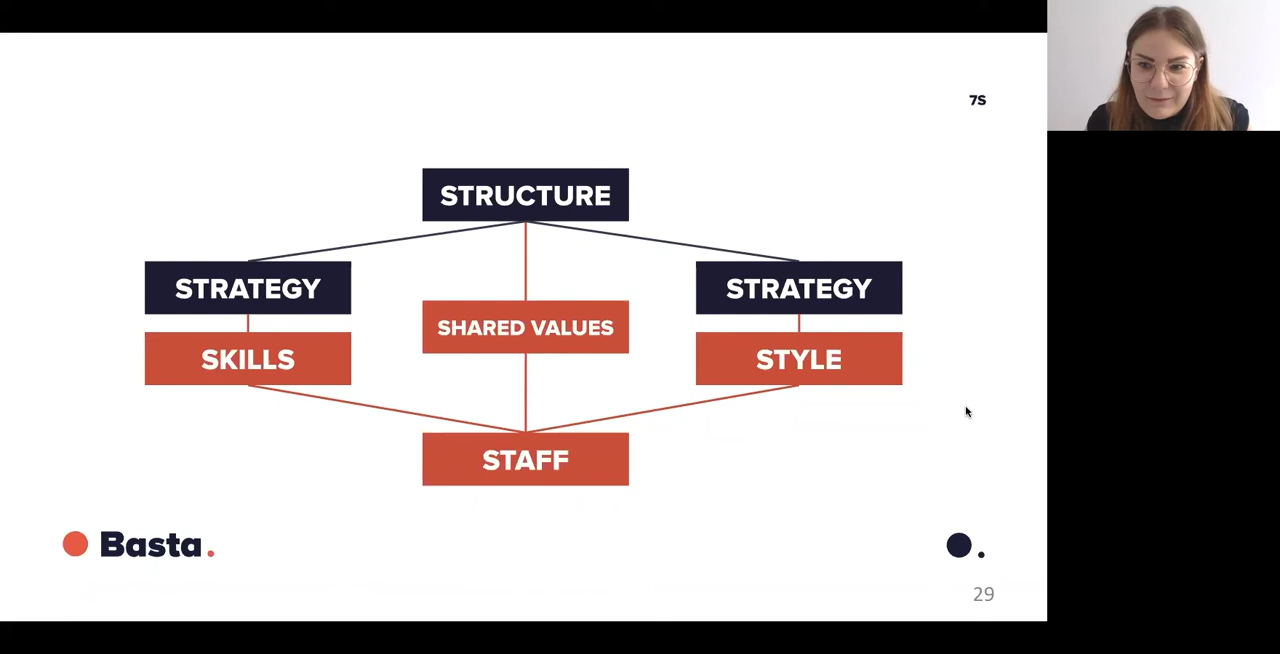 7S
STRUCTURE
STRATEGY
STRATEGY
SHARED VALUES
SKILLS
STYLE
STAFF
Basta.
29